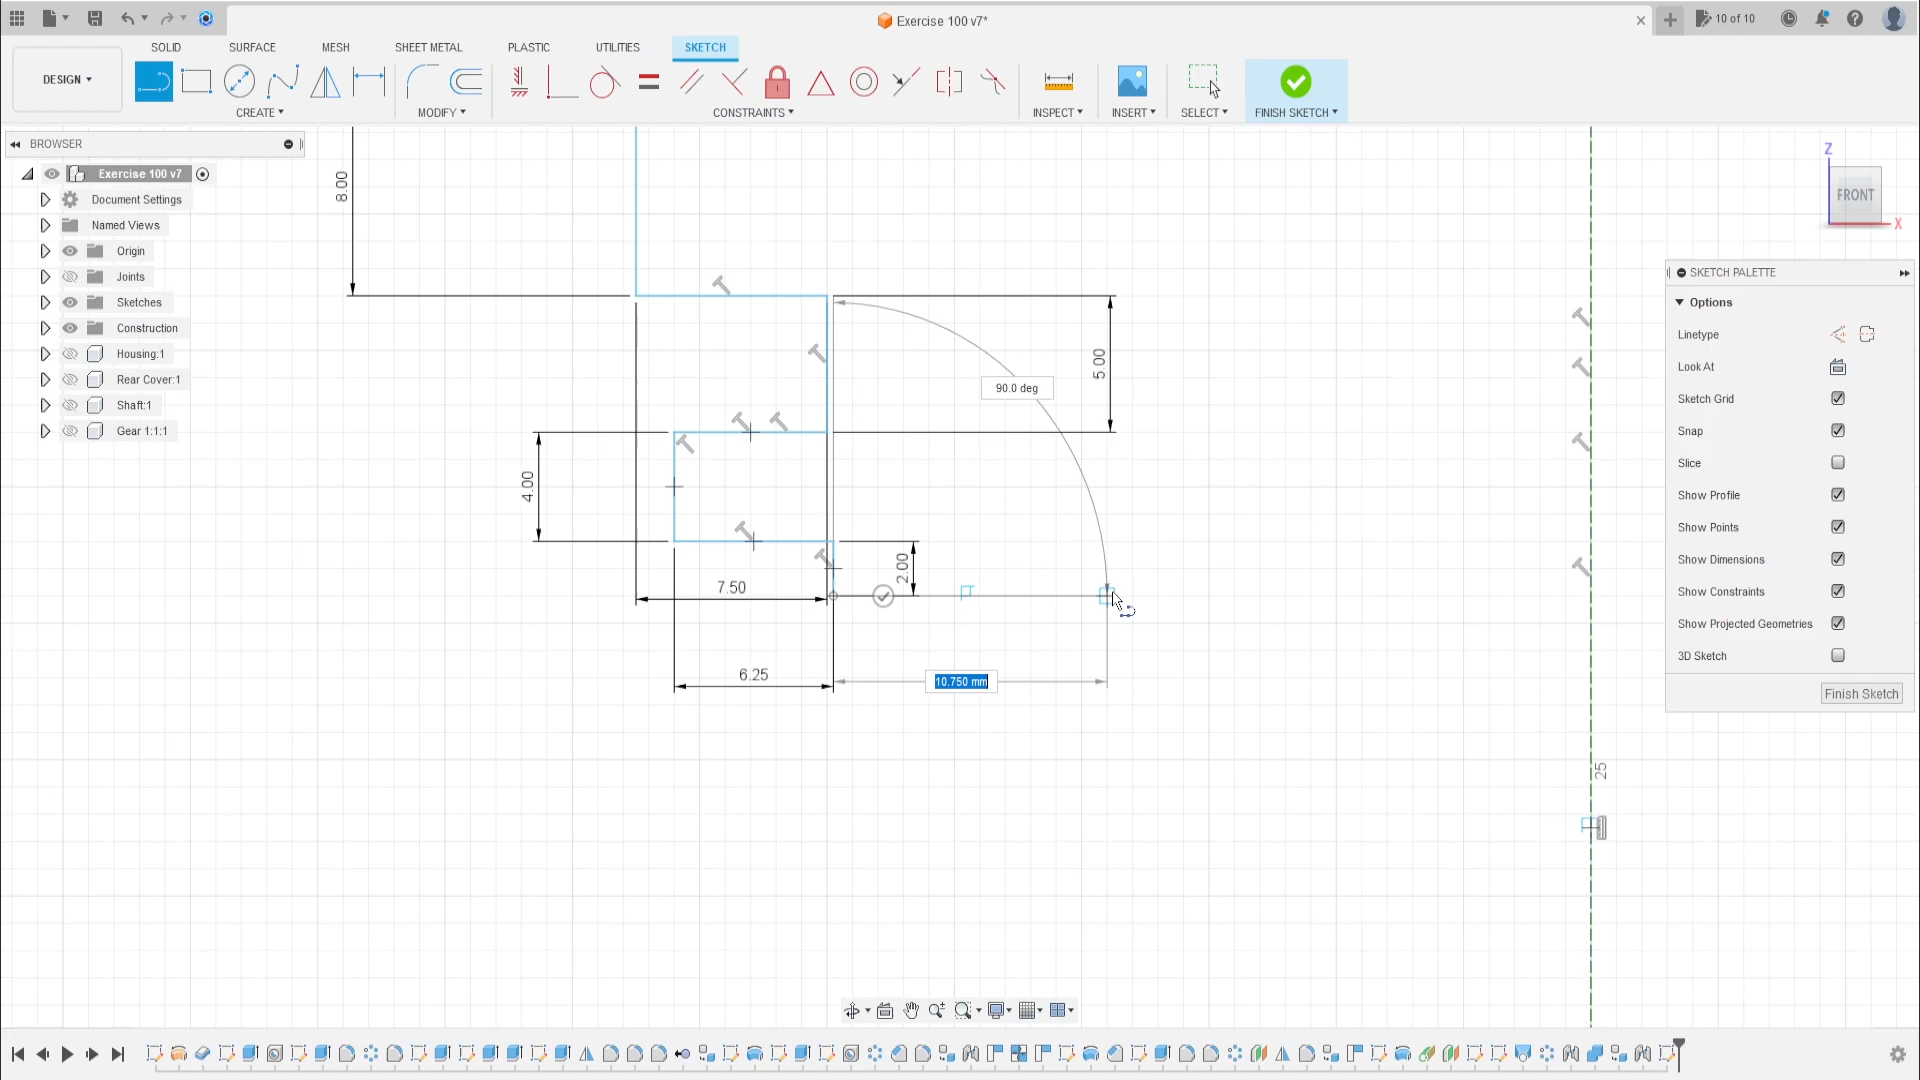 Exercise 100 v7*
10 of 10
SOLID
SURFACE
MESH
SHEET METAL
PLASTIC
UTILITIES
SKETCH
DESIGN
CREATE
MODIFY
CONSTRAINTS
INSPECT
INSERT
SELECT
FINISH SKETCH
BROWSER
Exercise 100 v7
Document Settings
Named Views
Origin
Joints
Sketches
Construction
Housing:1
Rear Cover:1
Shaft:1
Gear 1:1:1
8.00
5.00
90.0 deg
4.00
2.00
7.50
6.25
10.750 mm
25
Z
FRONT
X
SKETCH PALETTE
Options
Linetype
Look At
Sketch Grid
Snap
Slice
Show Profile
Show Points
Show Dimensions
Show Constraints
Show Projected Geometries
3D Sketch
Finish Sketch